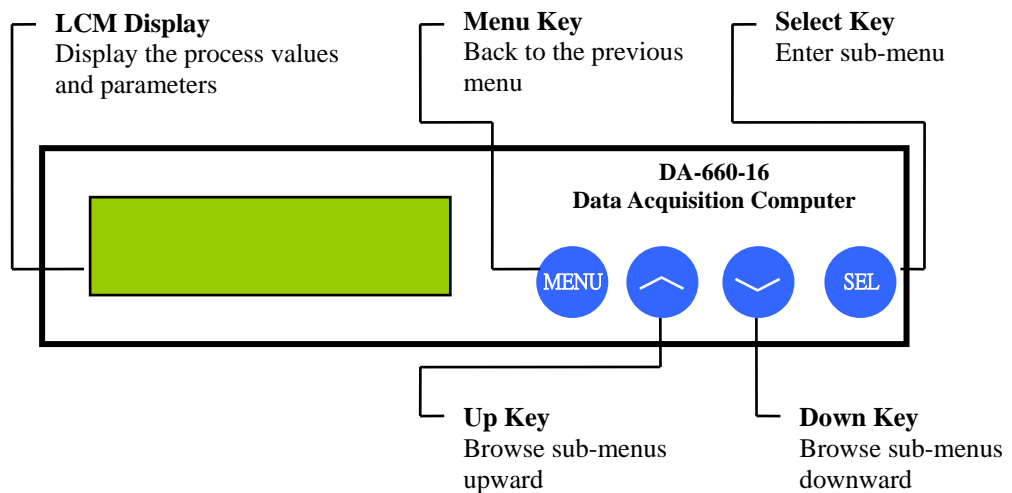 LCM Display
Display the process values
and parameters
Menu Key
Back to the previous
menu
Select Key
Enter sub-menu
DA-660-16
Data Acquisition Computer
MENU
SEL
Up Key
Browse sub-menus
upward
Down Key
Browse sub-menus
downward